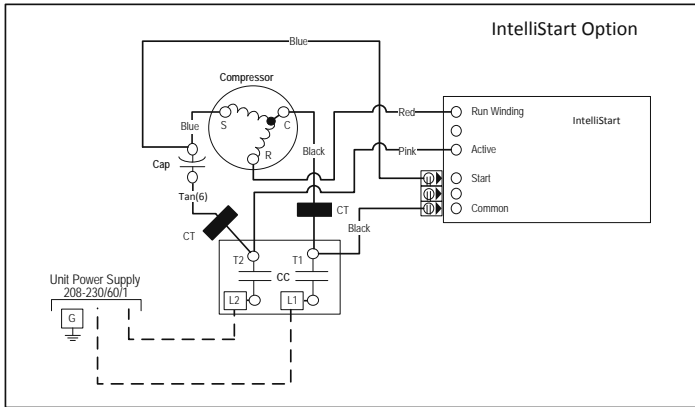 IntelliStart Option
Blue
Compressor
S
C
R
Blue
Cap
Tan(6)
CT
Black
CT
Red
Pink
Black
Run Winding
IntelliStart
Active
Start
Common
T2
T1
CC
L2
L1
Unit Power Supply
208-230/60/1
G